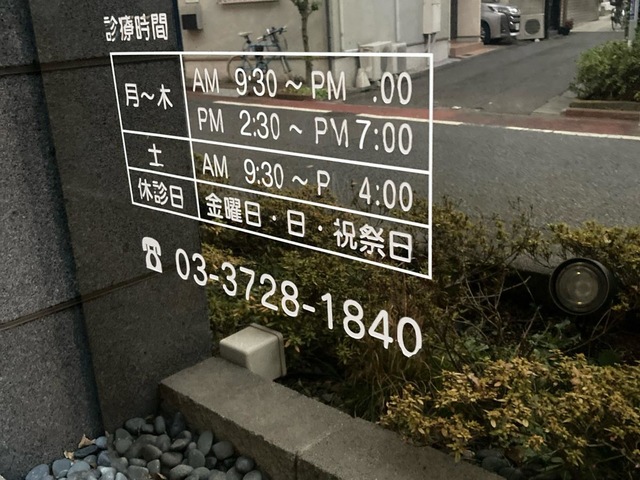 診療時間
月～木 AM 9:30～PM .00
PM 2:30～PM 7:00
土 AM 9:30～P 4:00
休診日 金曜日・日・祝祭日
☎ 03-3728-1840